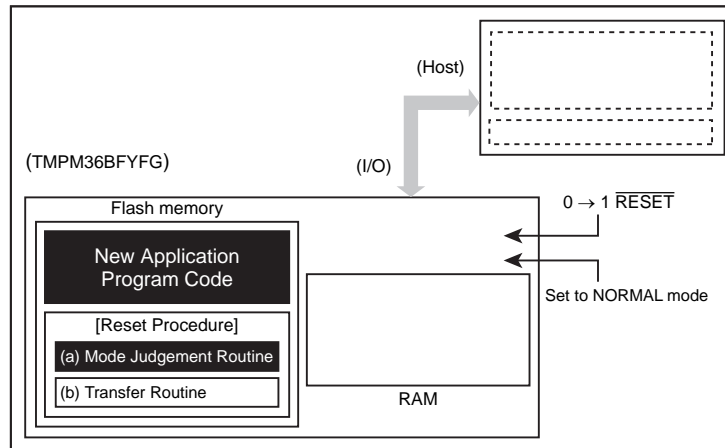 (Host)
(TMPM36BFYFG)
(I/O)
Flash memory
0 → 1 RESET
New Application
Program Code
Set to NORMAL mode
[Reset Procedure]
(a) Mode Judgement Routine
(b) Transfer Routine
RAM